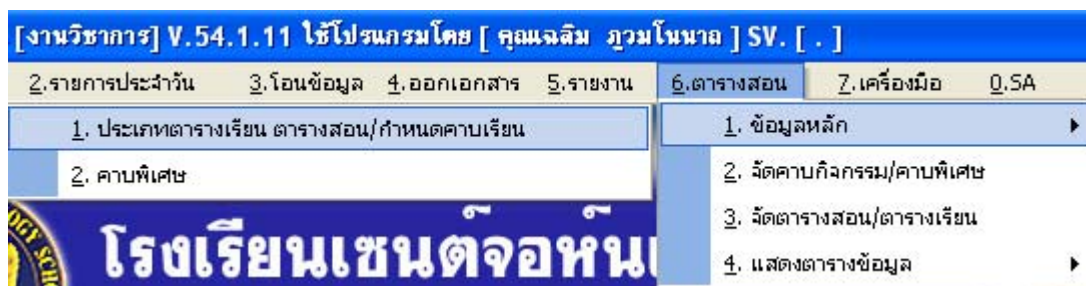 [งานวิชาการ] V.54.1.11 ใช้โปรแกรมโดย [ คุณเฉลิม ภูวมโนนาถ ] SV. [ . ]
2.รายการประจำวัน 3.โอนข้อมูล 4.ออกเอกสาร 5.รายงาน 6.ตารางสอน 7.เครื่องมือ 0.SA
1. ประเภทตารางเรียน ตารางสอน/กำหนดคาบเรียน
2. คาบพิเศษ
1. ข้อมูลหลัก
2. จัดคาบกิจกรรม/คาบพิเศษ
3. จัดตารางสอน/ตารางเรียน
4. แสดงตารางข้อมูล
โรงเรียนเซนต์จอห์น